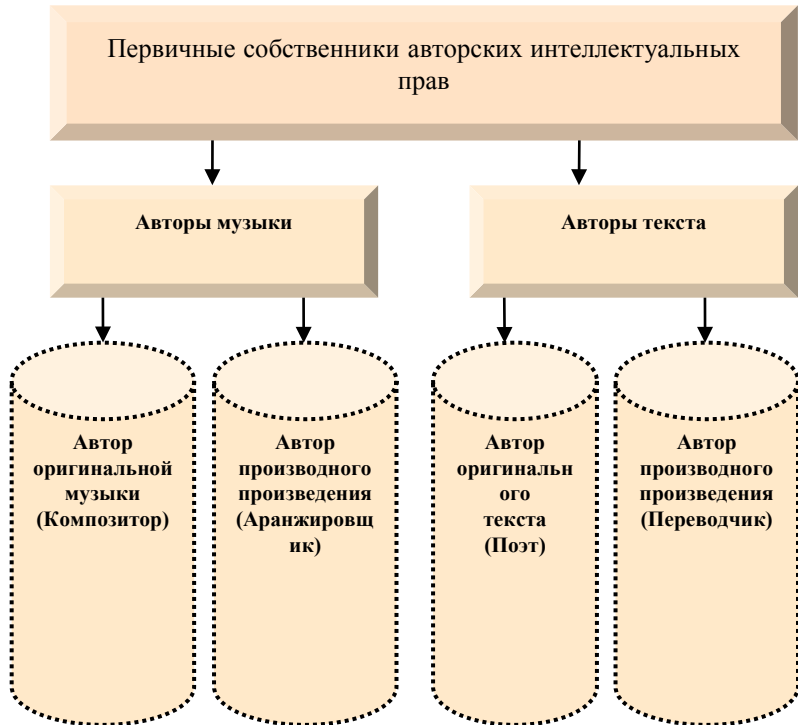 Первичные собственники авторских интеллектуальных
прав
Авторы музыки
Авторы текста
Автор
оригинальной
музыки
(Композитор)
Автор
производного
произведения
(Аранжировщ
ик)
Автор
оригинальн
ого
текста
(Поэт)
Автор
производного
произведения
(Переводчик)